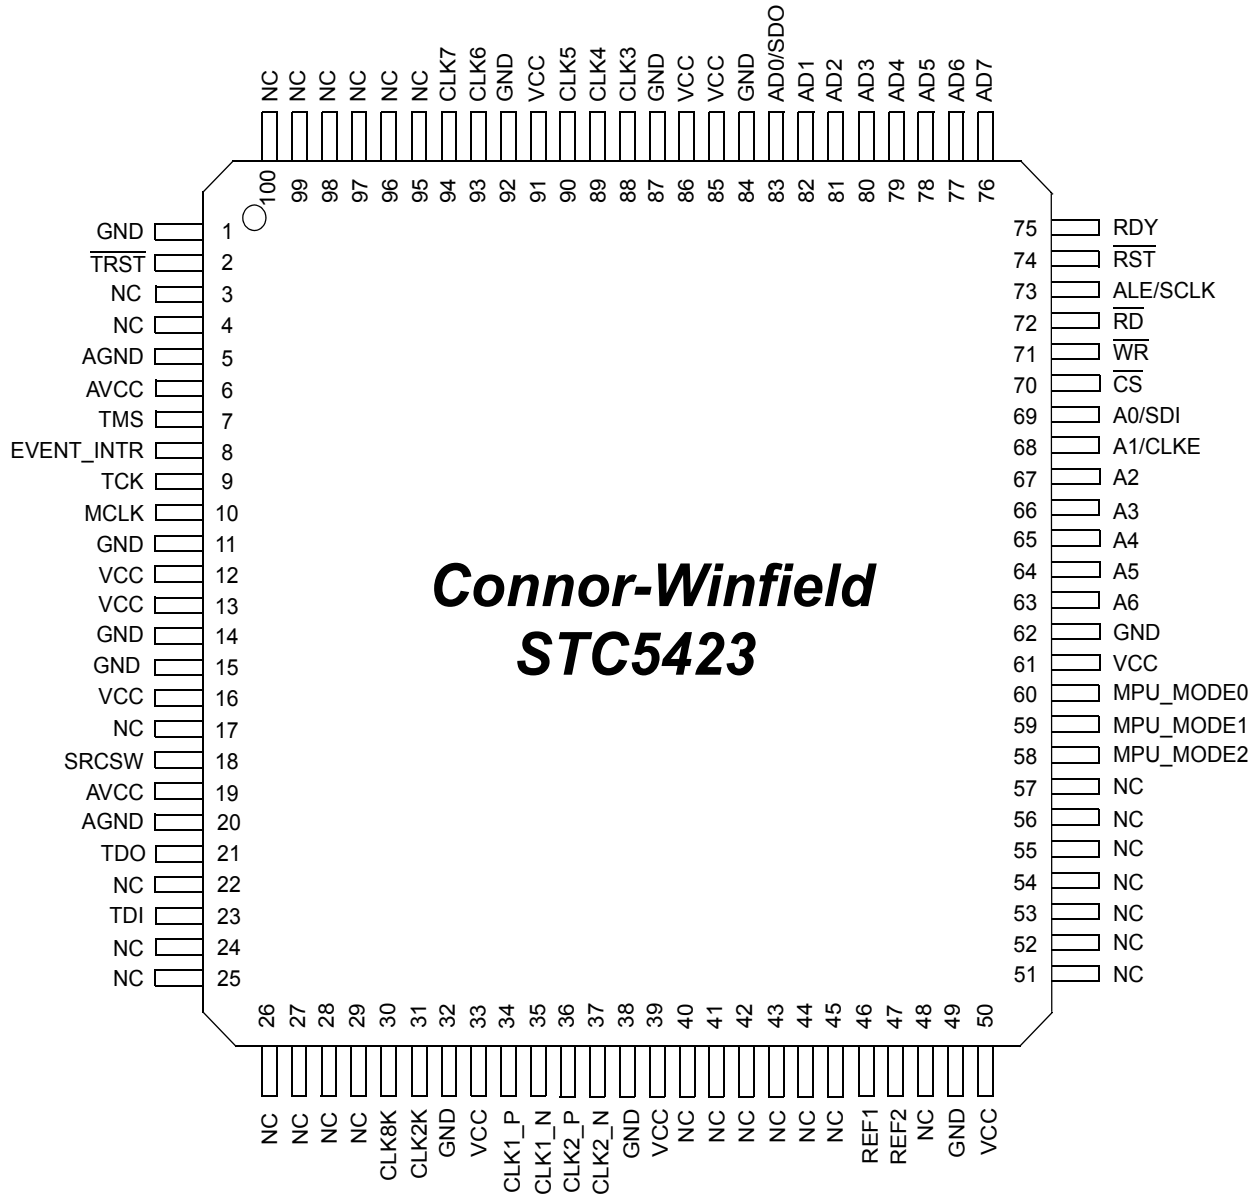 NC NC NC NC NC NC CLK7 CLK6 GND VCC CLK5 CLK4 CLK3 GND VCC VCC GND AD0/SDO AD1 AD2 AD3 AD4 AD5 AD6 AD7
100 99 98 97 96 95 94 93 92 91 90 89 88 87 86 85 84 83 82 81 80 79 78 77 76
GND 1
TRST 2
NC 3
NC 4
AGND 5
AVCC 6
TMS 7
EVENT_INTR 8
TCK 9
MCLK 10
GND 11
VCC 12
VCC 13
GND 14
GND 15
VCC 16
NC 17
SRCSW 18
AVCC 19
AGND 20
TDO 21
NC 22
TDI 23
NC 24
NC 25
Connor-Winfield
STC5423
75 RDY
74 RST
73 ALE/SCLK
72 RD
71 WR
70 CS
69 A0/SDI
68 A1/CLKE
67 A2
66 A3
65 A4
64 A5
63 A6
62 GND
61 VCC
60 MPU_MODE0
59 MPU_MODE1
58 MPU_MODE2
57 NC
56 NC
55 NC
54 NC
53 NC
52 NC
51 NC
26 27 28 29 30 31 32 33 34 35 36 37 38 39 40 41 42 43 44 45 46 47 48 49 50
NC NC NC NC CLK8K CLK2K GND VCC CLK1_P CLK1_N CLK2_P CLK2_N GND VCC NC NC NC NC NC NC REF1 REF2 NC GND VCC